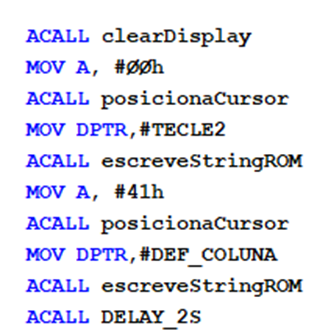 ACALL clearDisplay
MOV A, #00h
ACALL posicionaCursor
MOV DPTR,#TECLE2
ACALL escreveStringROM
MOV A, #41h
ACALL posicionaCursor
MOV DPTR,#DEF_COLUNA
ACALL escreveStringROM
ACALL DELAY_2S